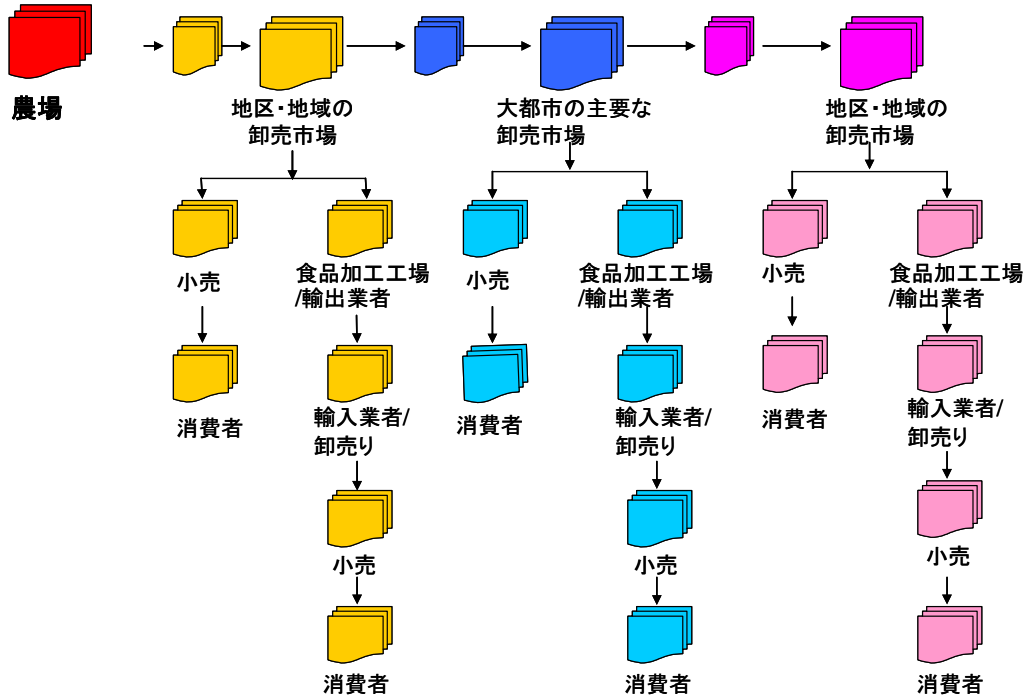 農場
地区・地域の
卸売市場
大都市の主要な
卸売市場
地区・地域の
卸売市場
小売
食品加工工場
/輸出業者
小売
食品加工工場
/輸出業者
小売
食品加工工場
/輸出業者
消費者
輸入業者/
卸売り
消費者
輸入業者/
卸売り
消費者
輸入業者/
卸売り
小売
小売
小売
消費者
消費者
消費者